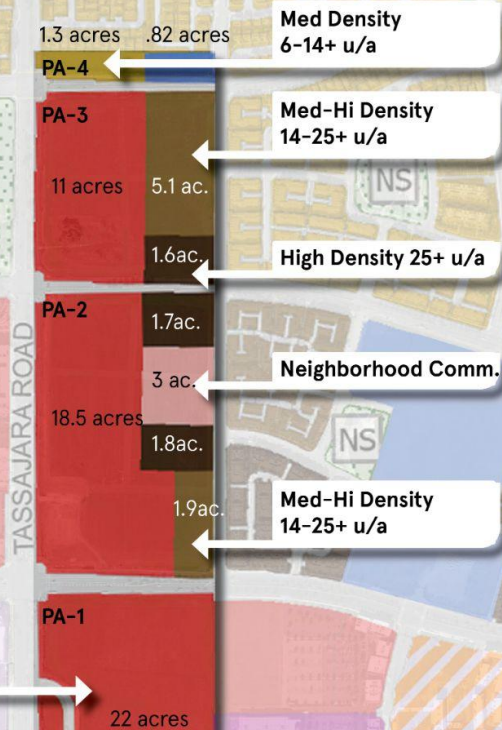 1.3 acres .82 acres
Med Density
6-14+ u/a
PA-4
PA-3
Med-Hi Density
14-25+ u/a
11 acres 5.1 ac.
NS
1.6ac.
High Density 25+ u/a
PA-2
1.7ac.
TASSAJARA ROAD
3 ac.
Neighborhood Comm.
18.5 acres
1.8ac.
NS
1.9ac.
Med-Hi Density
14-25+ u/a
PA-1
22 acres